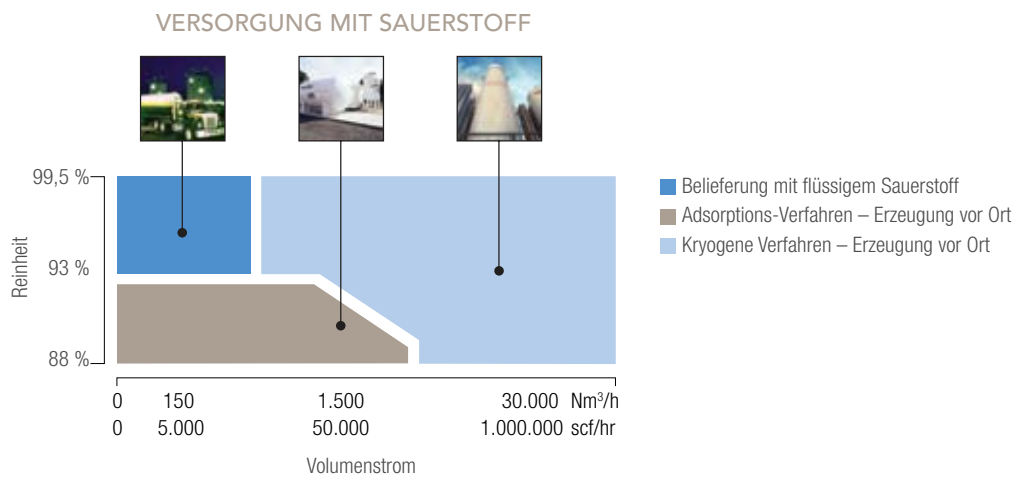 VERSORGUNG MIT SAUERSTOFF
99,5 %
93 %
88 %
Reinheit
Belieferung mit flüssigem Sauerstoff
Adsorptions-Verfahren – Erzeugung vor Ort
Kryogene Verfahren – Erzeugung vor Ort
0 150 1.500 30.000 Nm³/h
0 5.000 50.000 1.000.000 scf/hr
Volumenstrom